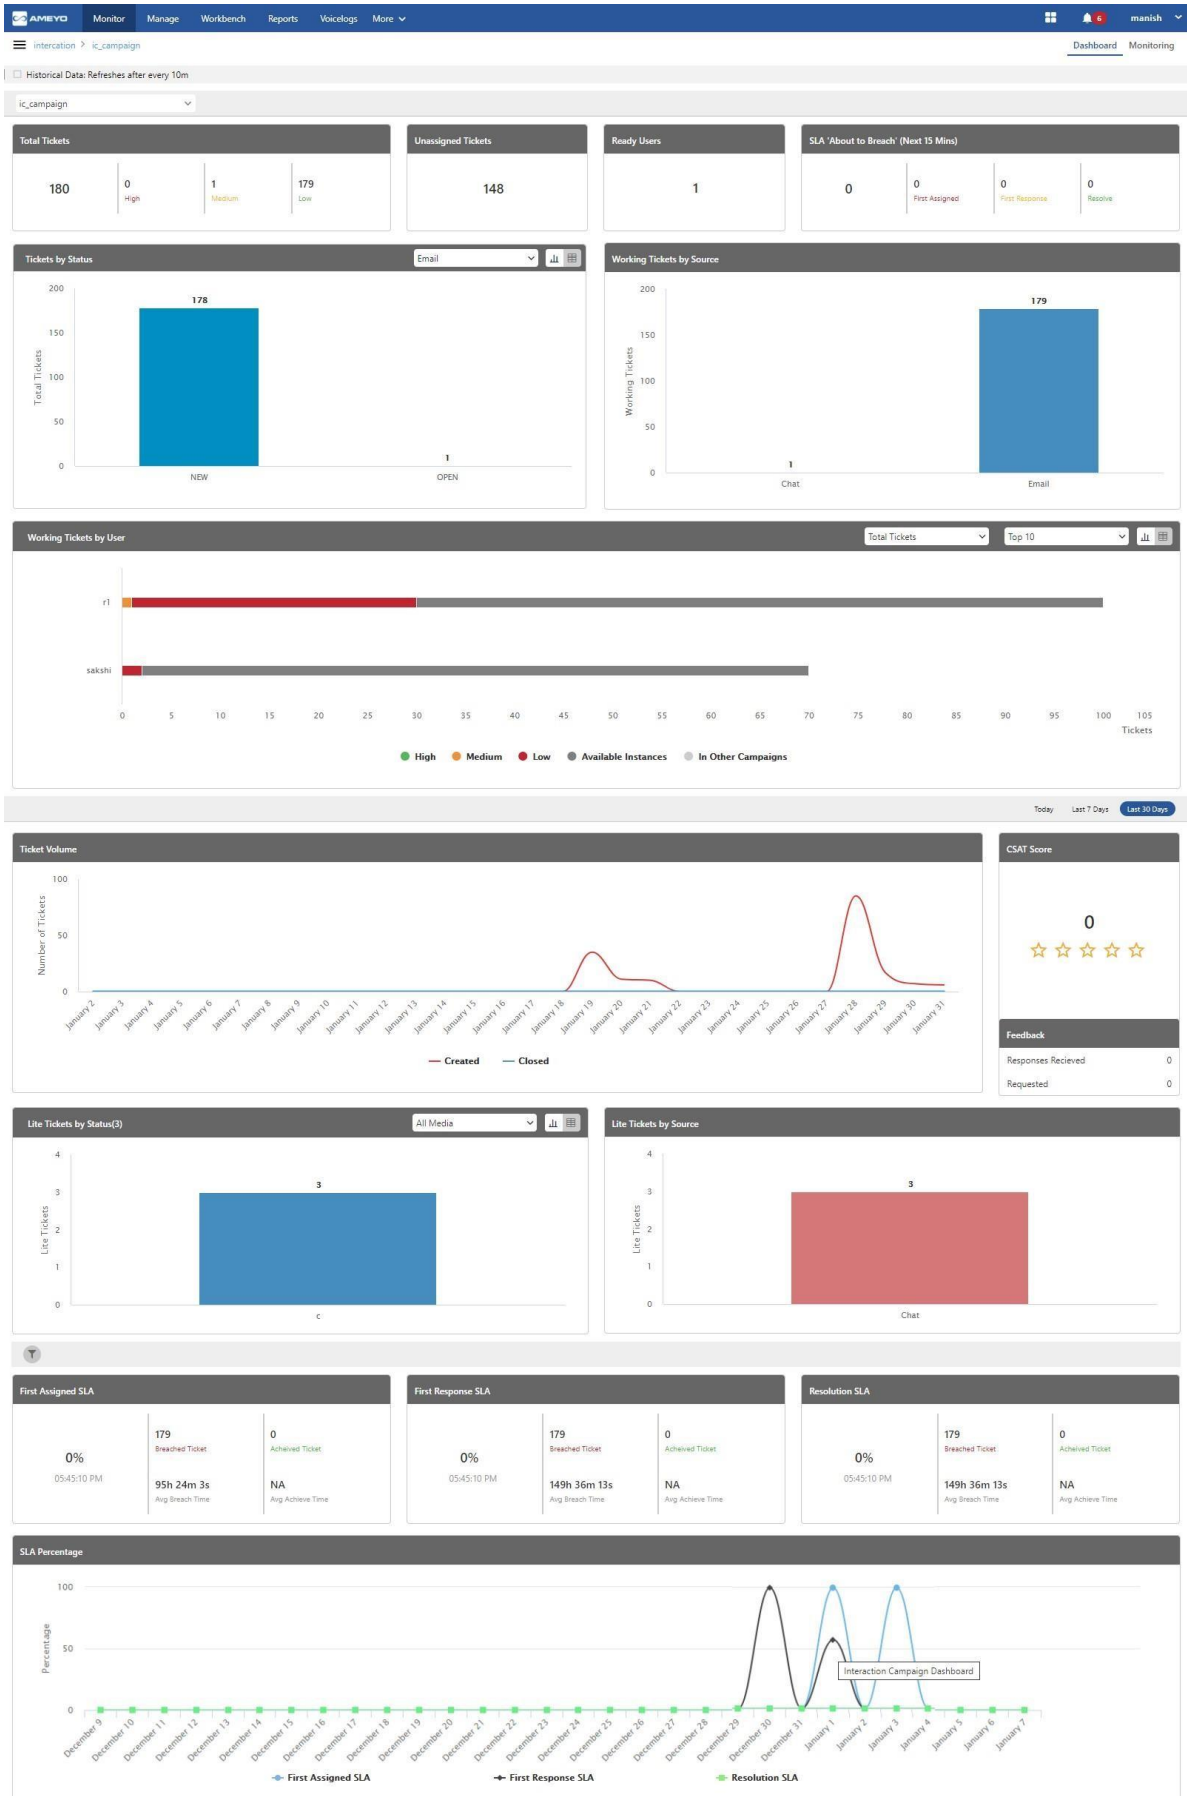 AMEYO Monitor Manage Workbench Reports Voicelogs More 6 manish
intercation > ic_campaign Dashboard Monitoring
Historical Data: Refreshes after every 10m
ic_campaign
Total Tickets Unassigned Tickets Ready Users SLA 'About to Breach' (Next 15 Mins)
180 0 1 179 148 1 0 0 0 0
High Medium Low First Assigned First Response Resolve
Tickets by Status Email Working Tickets by Source
200
178
150
100
50
0
1
NEW OPEN
Total Tickets
200
179
150
100
50
0
1
Chat Email
Working Tickets
Working Tickets by User Total Tickets Top 10
r1
sakshi
0 5 10 15 20 25 30 35 40 45 50 55 60 65 70 75 80 85 90 95 100 105
Tickets
High Medium Low Available Instances In Other Campaigns
Today Last 7 Days Last 30 Days
Ticket Volume CSAT Score
100
50
0
Number of Tickets
January 2 January 3 January 4 January 5 January 6 January 7 January 8 January 9 January 10 January 11 January 12 January 13 January 14 January 15 January 16 January 17 January 18 January 19 January 20 January 21 January 22 January 23 January 24 January 25 January 26 January 27 January 28 January 29 January 30 January 31
Created Closed
0
Feedback
Responses Recieved 0
Requested 0
Lite Tickets by Status(3) All Media Lite Tickets by Source
4
3
3
2
1
0
c
Lite Tickets
4
3
3
2
1
0
Chat
Lite Tickets
First Assigned SLA First Response SLA Resolution SLA
0%
05:45:10 PM
179 0
Breached Ticket Acheived Ticket
95h 24m 3s NA
Avg Breach Time Avg Achieve Time
0%
05:45:10 PM
179 0
Breached Ticket Acheived Ticket
149h 36m 13s NA
Avg Breach Time Avg Achieve Time
0%
05:45:10 PM
179 0
Breached Ticket Acheived Ticket
149h 36m 13s NA
Avg Breach Time Avg Achieve Time
SLA Percentage
100
50
0
Percentage
Interaction Campaign Dashboard
December 9 December 10 December 11 December 12 December 13 December 14 December 15 December 16 December 17 December 18 December 19 December 20 December 21 December 22 December 23 December 24 December 25 December 26 December 27 December 28 December 29 December 30 December 31 January 1 January 2 January 3 January 4 January 5 January 6 January 7
First Assigned SLA First Response SLA Resolution SLA